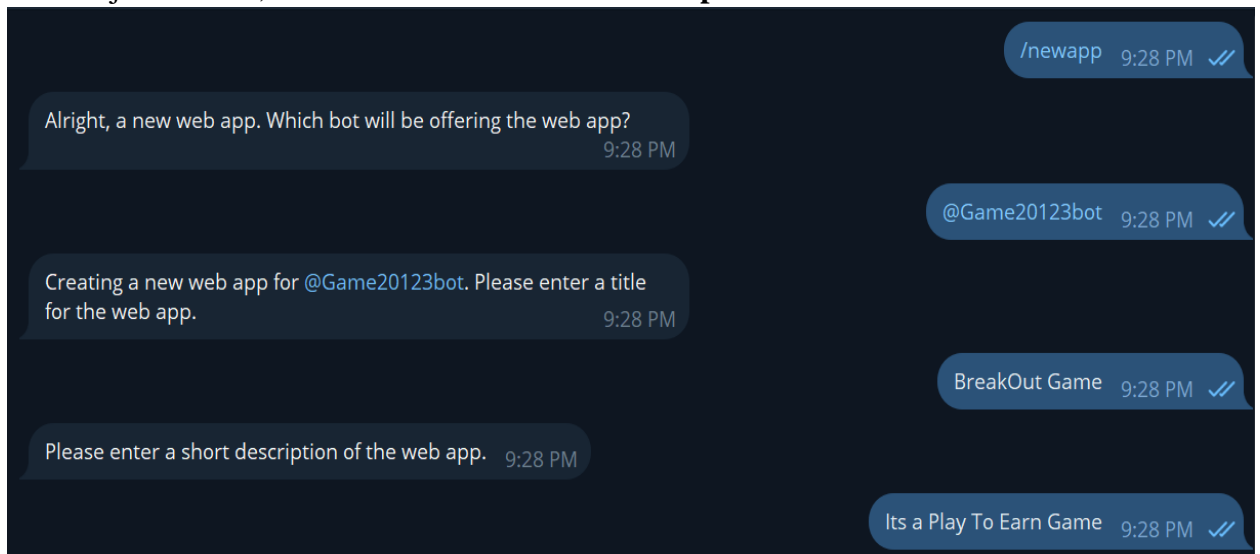 /newapp 9:28 PM
Alright, a new web app. Which bot will be offering the web app?
9:28 PM
@Game20123bot 9:28 PM
Creating a new web app for @Game20123bot. Please enter a title
for the web app. 9:28 PM
BreakOut Game 9:28 PM
Please enter a short description of the web app. 9:28 PM
Its a Play To Earn Game 9:28 PM